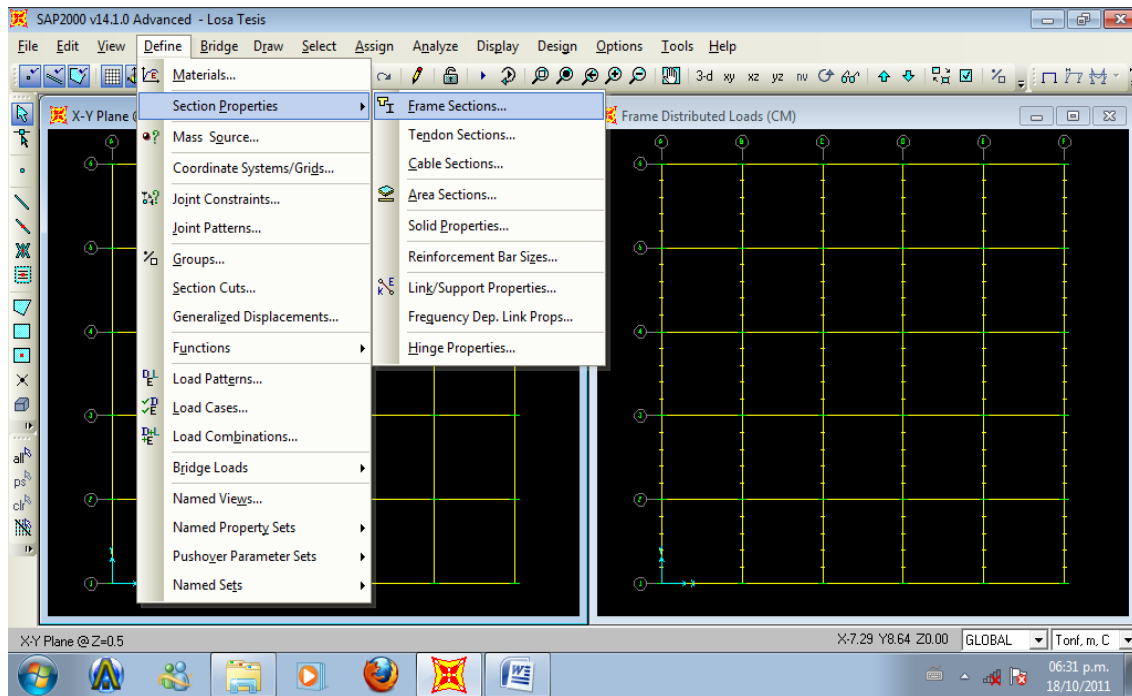 SAP2000 v14.1.0 Advanced - Losa Tesis
File Edit View Define Bridge Draw Select Assign Analyze Display Design Options Tools Help
3-d xy xz yz nv
Materials...
Section Properties
Mass Source...
Coordinate Systems/Grids...
Joint Constraints...
Joint Patterns...
Groups...
Section Cuts...
Generalized Displacements...
Functions
Load Patterns...
Load Cases...
Load Combinations...
Bridge Loads
Named Views...
Named Property Sets
Pushover Parameter Sets
Named Sets
Frame Sections...
Tendon Sections...
Cable Sections...
Area Sections...
Solid Properties...
Reinforcement Bar Sizes...
Link/Support Properties...
Frequency Dep. Link Props...
Hinge Properties...
X-Y Plane
Frame Distributed Loads (CM)
all
ps
clr
X-Y Plane @ Z=0.5
X-7.29 Y8.64 Z0.00
GLOBAL
Tonf, m, C
06:31 p.m.
18/10/2011